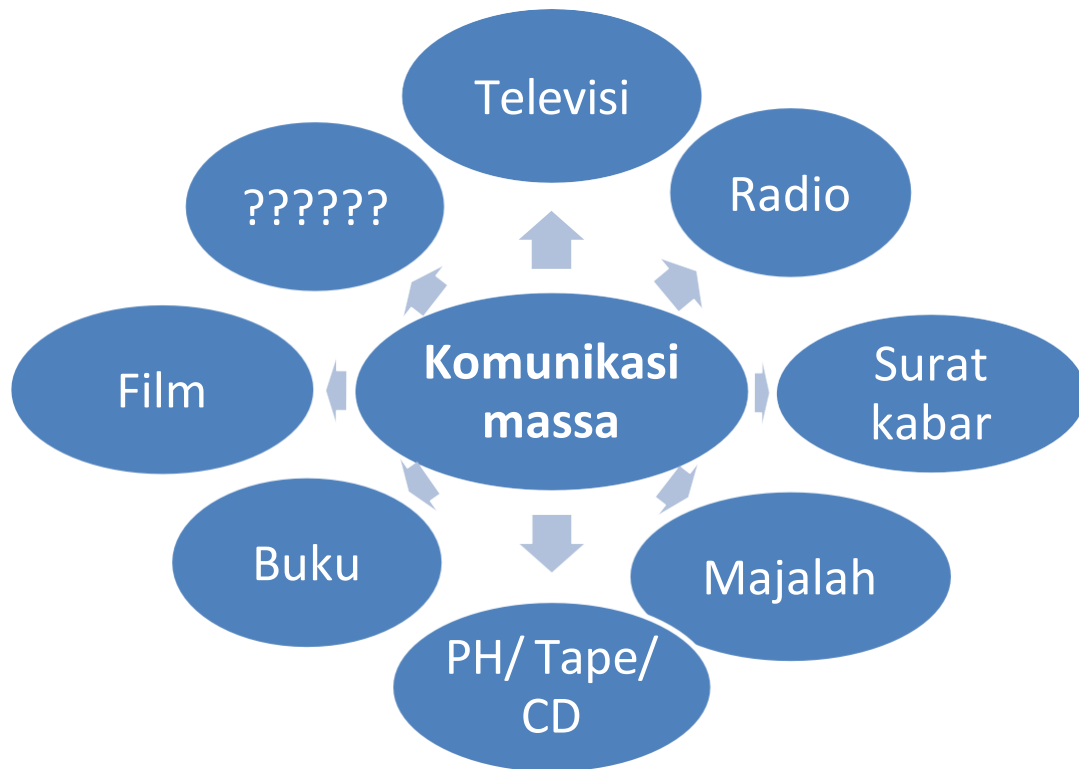 Televisi
Radio
??????
Komunikasi
massa
Surat
kabar
Film
Buku
Majalah
PH/ Tape/
CD